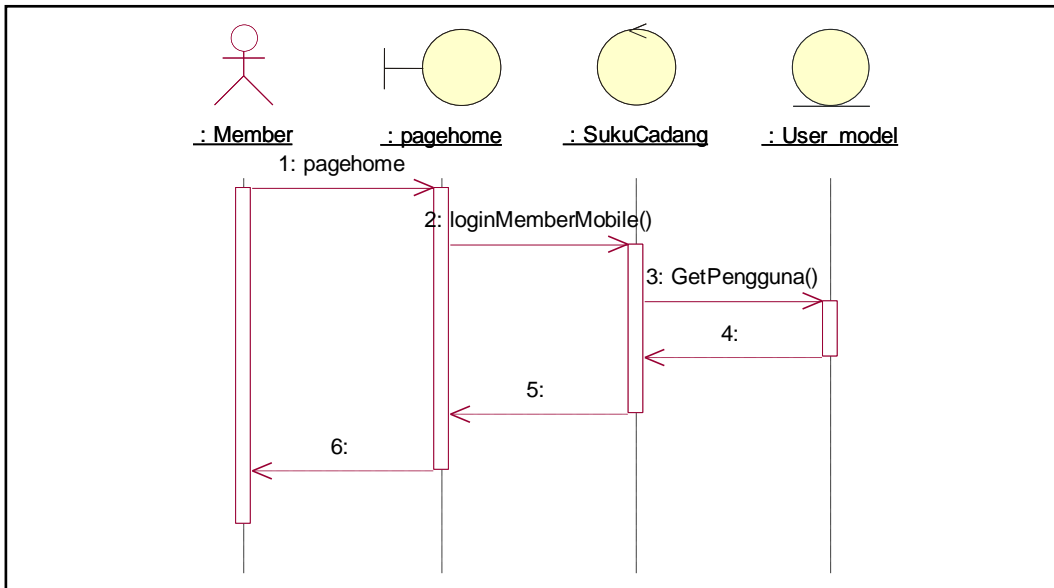 : Member
: pagehome
: SukuCadang
: User_model
1: pagehome
2: loginMemberMobile()
3: GetPengguna()
4:
5:
6: